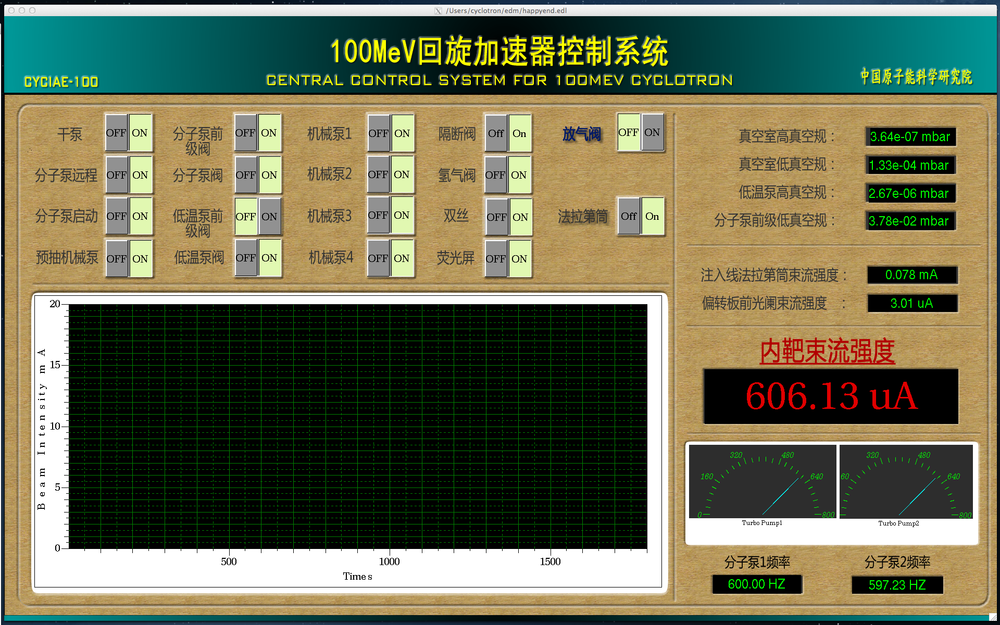 /Users/cyclotron/edm/happyend.edl
100MeV回旋加速器控制系统
CYCIAE-100
CENTRAL CONTROL SYSTEM FOR 100MEV CYCLOTRON
中国原子能科学研究院
干泵 OFF ON
分子泵前级阀 OFF ON
机械泵1 OFF ON
隔断阀 Off On
放气阀 OFF ON
分子泵远程 OFF ON
分子泵阀 OFF ON
机械泵2 OFF ON
氢气阀 OFF ON
分子泵启动 OFF ON
低温泵前级阀 OFF ON
机械泵3 OFF ON
双丝 OFF ON
法拉第筒 Off On
预抽机械泵 OFF ON
低温泵阀 OFF ON
机械泵4 OFF ON
荧光屏 OFF ON
真空室高真空规： 3.64e-07 mbar
真空室低真空规： 1.33e-04 mbar
低温泵高真空规： 2.67e-06 mbar
分子泵前级低真空规： 3.78e-02 mbar
注入线法拉第筒束流强度： 0.078 mA
偏转板前光阑束流强度 ： 3.01 uA
内靶束流强度
606.13 uA
Beam Intensity mA
20
15
10
5
0
500 1000 1500
Times
0 160 320 480 640 800
Turbo Pump1
60 320 480 640 800
Turbo Pump2
分子泵1频率
600.00 HZ
分子泵2频率
597.23 HZ